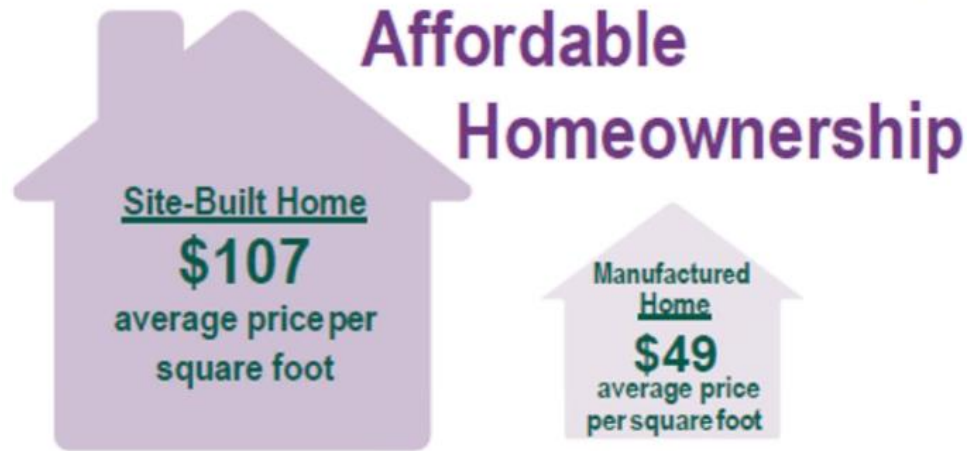 Affordable
Homeownership
Site-Built Home
$107
average price per
square foot
Manufactured
Home
$49
average price
per square foot